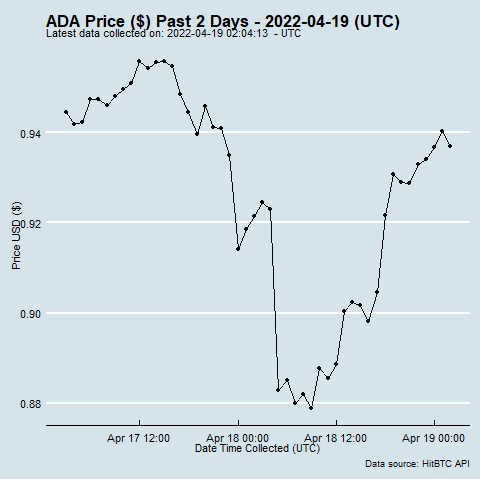 ADA Price ($) Past 2 Days - 2022-04-19 (UTC)
Latest data collected on: 2022-04-19 02:04:13 - UTC
0.94
0.92
0.90
0.88
Price USD ($)
Apr 17 12:00 Apr 18 00:00 Apr 18 12:00 Apr 19 00:00
Date Time Collected (UTC)
Data source: HitBTC API